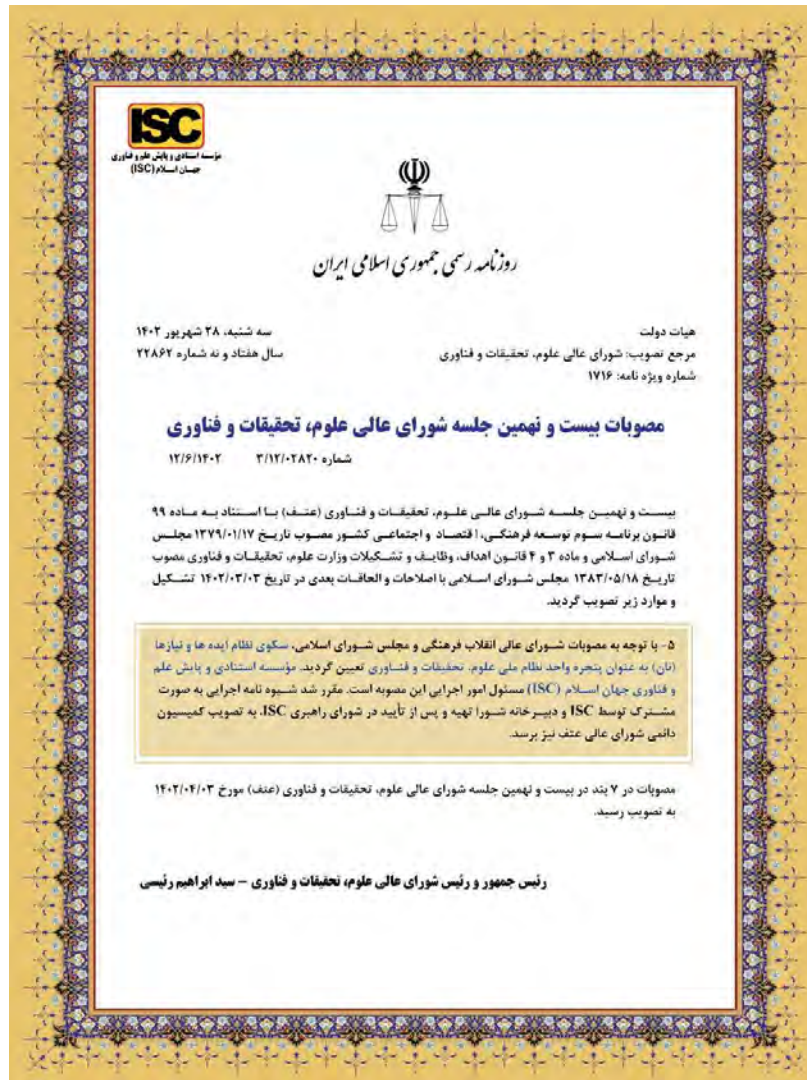 ISC
مؤسسه استنادی و پایش علم و فناوری
جهان اسلام (ISC)
روزنامه رسمی جمهوری اسلامی ایران
هیات دولت
سه شنبه، ۲۸ شهریور ۱۴۰۲
مرجع تصویب: شورای عالی علوم، تحقیقات و فناوری
سال هفتاد و نه شماره ۲۲۸۶۲
شماره ویژه نامه: ۱۷۱۶
مصوبات بیست و نهمین جلسه شورای عالی علوم، تحقیقات و فناوری
شماره ۳/۱۲/۰۲۸۲۰ ۱۲/۶/۱۴۰۲
بیست و نهمین جلسه شورای عالی علوم، تحقیقات و فناوری (عتف) با استناد به ماده ۹۹
قانون برنامه سوم توسعه فرهنگی، اقتصاد و اجتماعی کشور مصوب تاریخ ۱۳۷۹/۰۱/۱۷ مجلس
شورای اسلامی و ماده ۳ و ۴ قانون اهداف، وظایف و تشکیلات وزارت علوم، تحقیقات و فناوری مصوب
تاریخ ۱۳۸۳/۰۵/۱۸ مجلس شورای اسلامی با اصلاحات و الحاقات بعدی در تاریخ ۱۴۰۲/۰۳/۰۳ تشکیل
و موارد زیر تصویب گردید.
۵- با توجه به مصوبات شورای عالی انقلاب فرهنگی و مجلس شورای اسلامی، سکوی نظام ایده ها و نیازها
(نان) به عنوان پنجره واحد نظام ملی علوم، تحقیقات و فناوری تعیین گردید. مؤسسه استنادی و پایش علم
و فناوری جهان اسلام (ISC) مسئول امور اجرایی این مصوبه است. مقرر شد شیوه نامه اجرایی به صورت
مشترک توسط ISC و دبیرخانه شورا تهیه و پس از تأیید در شورای راهبری ISC، به تصویب کمیسیون
دائمی شورای عالی عتف نیز برسد.
مصوبات در ۷ بند در بیست و نهمین جلسه شورای عالی علوم، تحقیقات و فناوری (عتف) مورخ ۱۴۰۲/۰۴/۰۳
به تصویب رسید.
رئیس جمهور و رئیس شورای عالی علوم، تحقیقات و فناوری – سید ابراهیم رئیسی